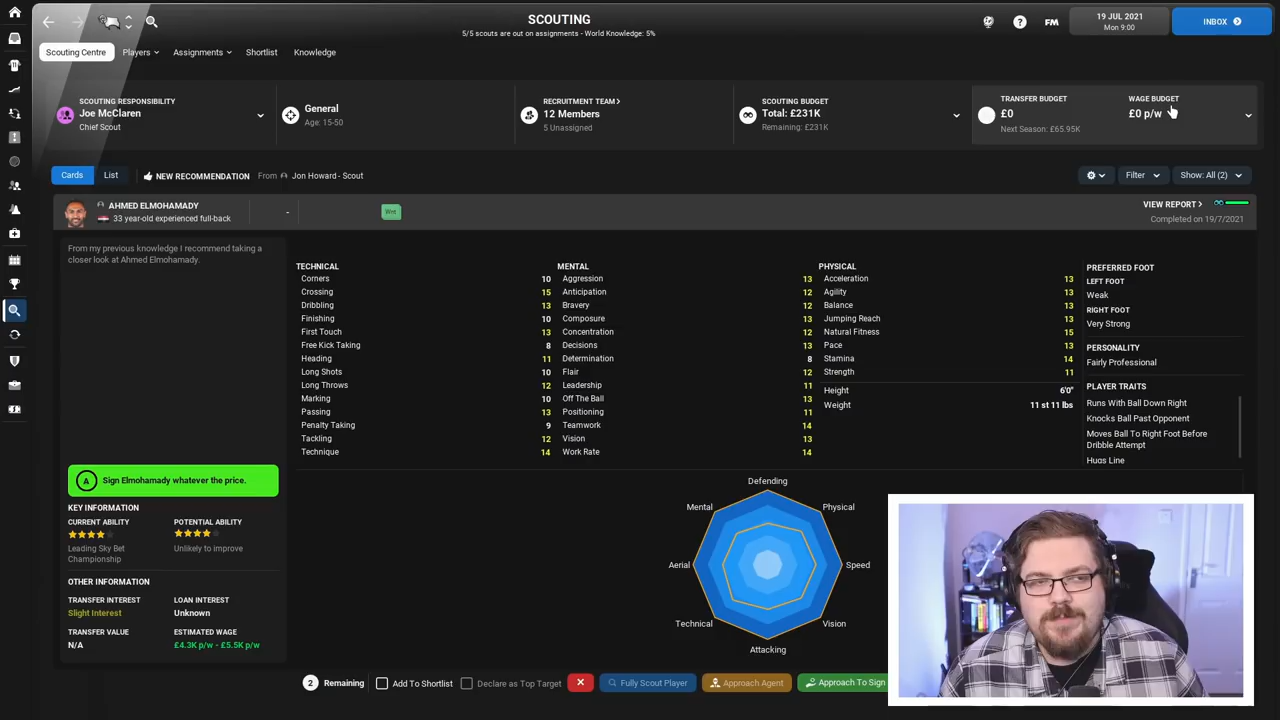 SCOUTING
5/5 scouts are out on assignments - World Knowledge: 5%
FM
19 JUL 2021
Mon 9:00
INBOX
Scouting Centre
Players
Assignments
Shortlist
Knowledge
SCOUTING RESPONSIBILITY
Joe McClaren
Chief Scout
General
Age: 15-50
RECRUITMENT TEAM
12 Members
5 Unassigned
SCOUTING BUDGET
Total: £231K
Remaining: £231K
TRANSFER BUDGET
£0
Next Season: £65.95K
WAGE BUDGET
£0 p/w
Cards
List
NEW RECOMMENDATION From Jon Howard - Scout
Filter
Show: All (2)
AHMED ELMOHAMADY
33 year-old experienced full-back
-
Wnt
VIEW REPORT
Completed on 19/7/2021
From my previous knowledge I recommend taking a
closer look at Ahmed Elmohamady.
A
Sign Elmohamady whatever the price.
KEY INFORMATION
CURRENT ABILITY
Leading Sky Bet
Championship
POTENTIAL ABILITY
Unlikely to improve
OTHER INFORMATION
TRANSFER INTEREST
Slight Interest
LOAN INTEREST
Unknown
TRANSFER VALUE
N/A
ESTIMATED WAGE
£4.3K p/w - £5.5K p/w
TECHNICAL
Corners 10
Crossing 15
Dribbling 13
Finishing 10
First Touch 13
Free Kick Taking 8
Heading 11
Long Shots 10
Long Throws 12
Marking 10
Passing 13
Penalty Taking 9
Tackling 12
Technique 14
MENTAL
Aggression 13
Anticipation 12
Bravery 12
Composure 13
Concentration 12
Decisions 13
Determination 8
Flair 12
Leadership 11
Off The Ball 13
Positioning 11
Teamwork 14
Vision 13
Work Rate 14
PHYSICAL
Acceleration 13
Agility 13
Balance 13
Jumping Reach 13
Natural Fitness 15
Pace 13
Stamina 14
Strength 11
Height 6'0"
Weight 11 st 11 lbs
PREFERRED FOOT
LEFT FOOT
Weak
RIGHT FOOT
Very Strong
PERSONALITY
Fairly Professional
PLAYER TRAITS
Runs With Ball Down Right
Knocks Ball Past Opponent
Moves Ball To Right Foot Before
Dribble Attempt
Hugs Line
Defending
Mental
Physical
Aerial
Speed
Technical
Vision
Attacking
2 Remaining
Add To Shortlist
Declare as Top Target
Fully Scout Player
Approach Agent
Approach To Sign